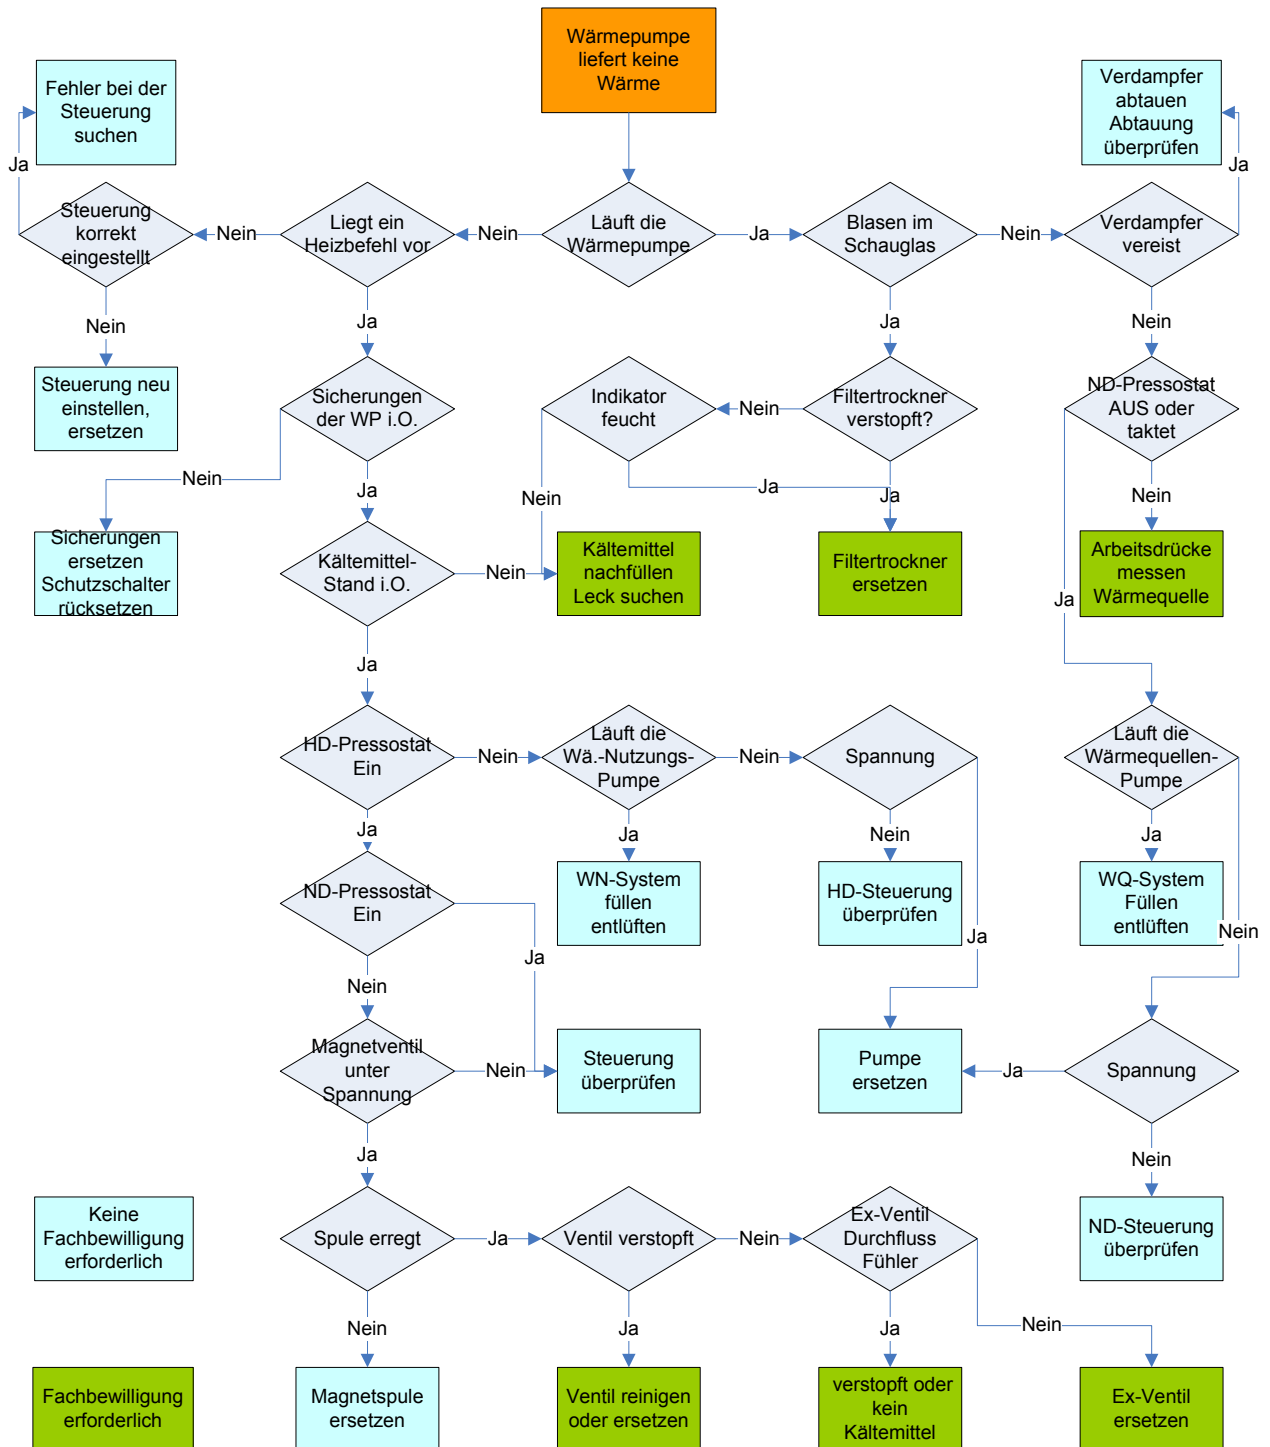 Wärmepumpe
liefert keine
Wärme
Fehler bei der
Steuerung
suchen
Verdampfer
abtauen
Abtauung
überprüfen
Ja
Ja
Steuerung
korrekt
eingestellt
Nein
Liegt ein
Heizbefehl vor
Nein
Läuft die
Wärmepumpe
Ja
Blasen im
Schauglas
Nein
Verdampfer
vereist
Nein
Ja
Ja
Nein
Steuerung neu
einstellen,
ersetzen
Sicherungen
der WP i.O.
Indikator
feucht
Nein
Filtertrockner
verstopft?
ND-Pressostat
AUS oder
taktet
Nein
Ja
Nein
Ja
Ja
Nein
Sicherungen
ersetzen
Schutzschalter
rücksetzen
Kältemittel-
Stand i.O.
Nein
Kältemittel
nachfüllen
Leck suchen
Filtertrockner
ersetzen
Arbeitsdrücke
messen
Wärmequelle
Ja
Ja
HD-Pressostat
Ein
Nein
Läuft die
Wä.-Nutzungs-
Pumpe
Nein
Spannung
Läuft die
Wärmequellen-
Pumpe
Ja
Ja
Nein
Ja
ND-Pressostat
Ein
WN-System
füllen
entlüften
HD-Steuerung
überprüfen
WQ-System
Füllen
entlüften
Ja
Ja
Nein
Nein
Magnetventil
unter
Spannung
Nein
Steuerung
überprüfen
Pumpe
ersetzen
Ja
Spannung
Ja
Nein
Keine
Fachbewilligung
erforderlich
Spule erregt
Ja
Ventil verstopft
Nein
Ex-Ventil
Durchfluss
Fühler
ND-Steuerung
überprüfen
Nein
Ja
Ja
Nein
Fachbewilligung
erforderlich
Magnetspule
ersetzen
Ventil reinigen
oder ersetzen
verstopft oder
kein
Kältemittel
Ex-Ventil
ersetzen